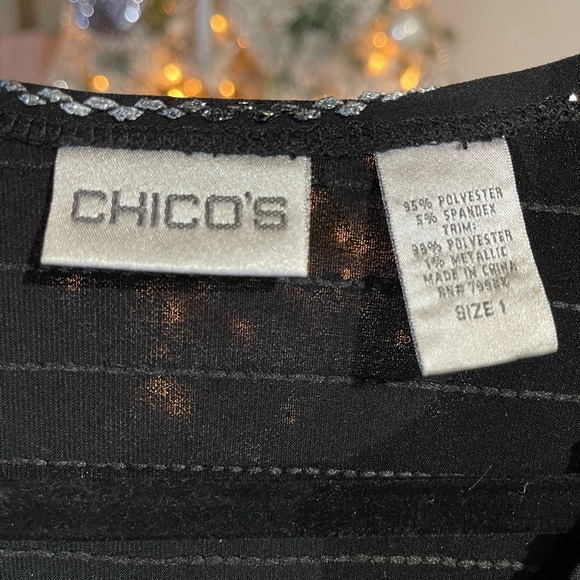 CHICO'S
95% POLYESTER
5% SPANDEX
TRIM:
99% POLYESTER
1% METALLIC
MADE IN CHINA
SIZE 1